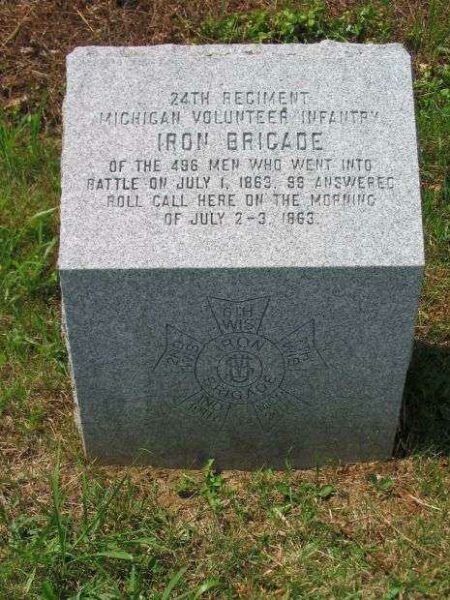 24TH REGIMENT
MICHIGAN VOLUNTEER INFANTRY
IRON BRIGADE
OF THE 496 MEN WHO WENT INTO
BATTLE ON JULY 1, 1863, 99 ANSWERED
ROLL CALL HERE ON THE MORNING
OF JULY 2-3, 1863.
6TH
WIS
IRON
BRIGADE